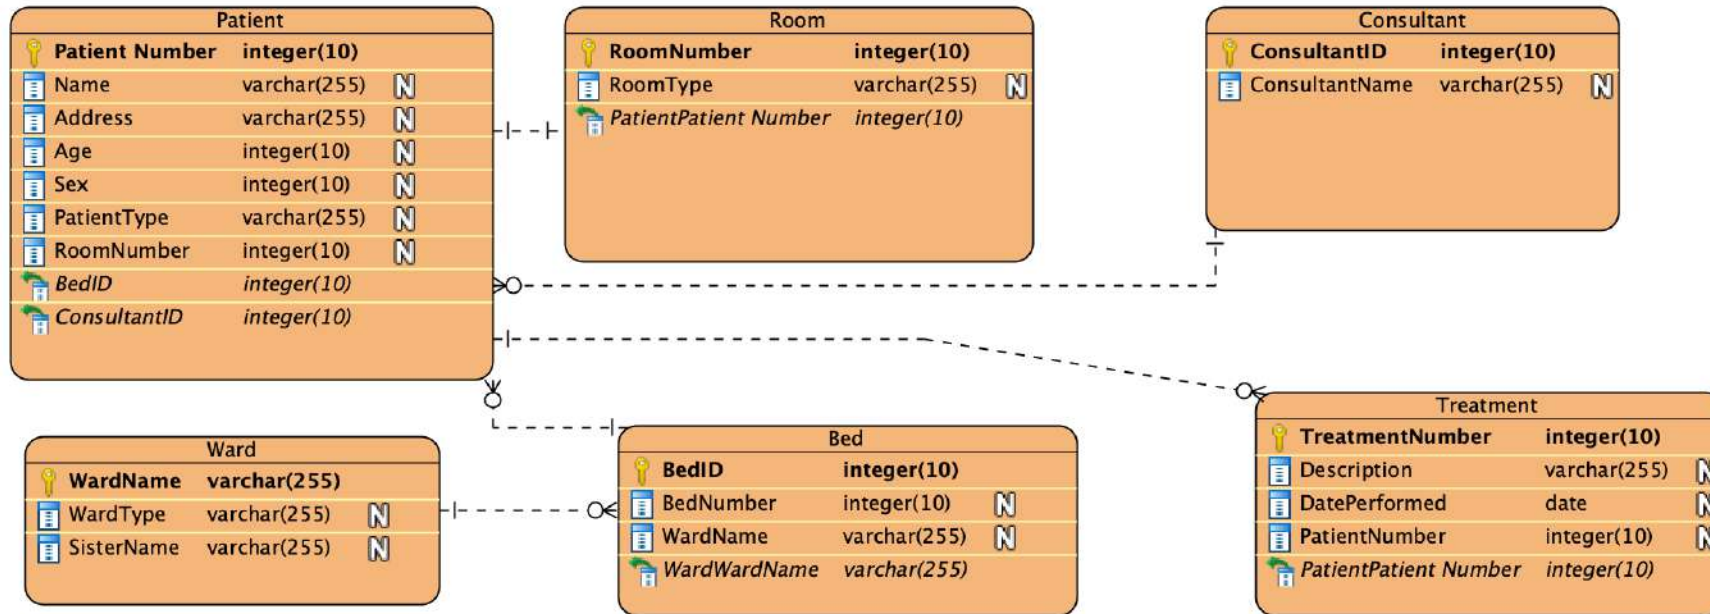 Patient
Patient Number integer(10)
Name varchar(255) N
Address varchar(255) N
Age integer(10) N
Sex integer(10) N
PatientType varchar(255) N
RoomNumber integer(10) N
BedID integer(10)
ConsultantID integer(10)
Room
RoomNumber integer(10)
RoomType varchar(255) N
PatientPatient Number integer(10)
Consultant
ConsultantID integer(10)
ConsultantName varchar(255) N
Ward
WardName varchar(255)
WardType varchar(255) N
SisterName varchar(255) N
Bed
BedID integer(10)
BedNumber integer(10) N
WardName varchar(255) N
WardWardName varchar(255)
Treatment
TreatmentNumber integer(10)
Description varchar(255) N
DatePerformed date N
PatientNumber integer(10) N
PatientPatient Number integer(10)